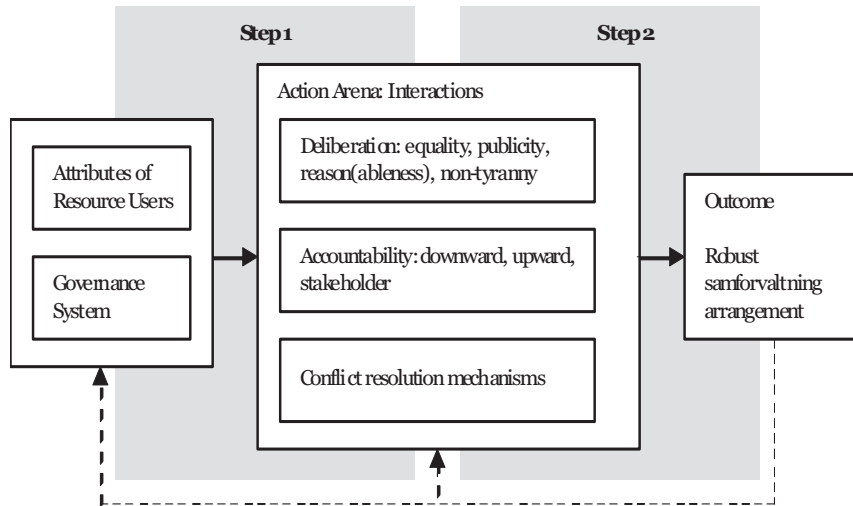 Step 1
Step 2
Action Arena: Interactions
Deliberation: equality, publicity,
reason(ableness), non-tyranny
Attributes of
Resource Users
Outcome
Accountability: downward, upward,
stakeholder
Robust
samforvaltning
arrangement
Governance
System
Conflict resolution mechanisms